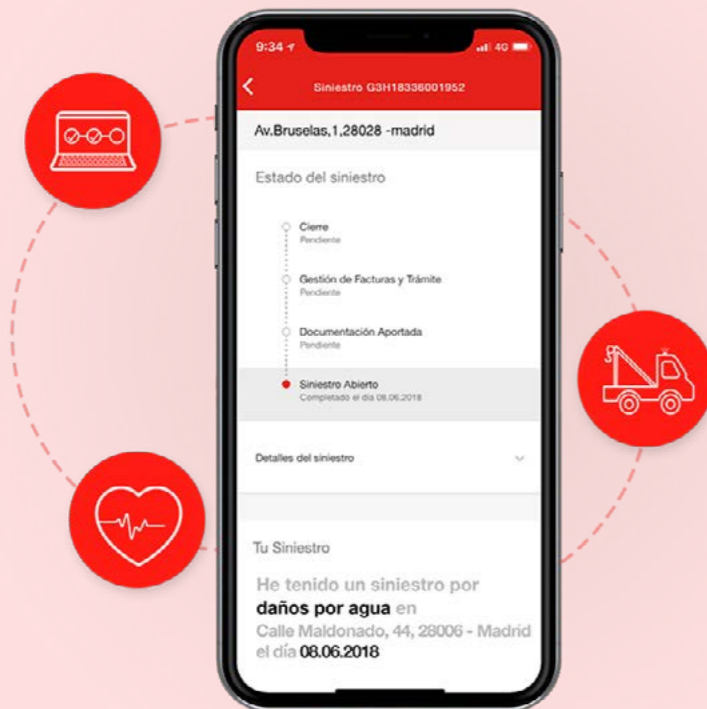 9:34
4G
Siniestro G3H18336001952
Av.Bruselas,1,28028 -madrid
Estado del siniestro
Cierre
Pendiente
Gestión de Facturas y Trámite
Pendiente
Documentación Aportada
Pendiente
Siniestro Abierto
Completado el día 08.06.2018
Detalles del siniestro
Tu Siniestro
He tenido un siniestro por
daños por agua en
Calle Maldonado, 44, 28006 - Madrid
el día 08.06.2018